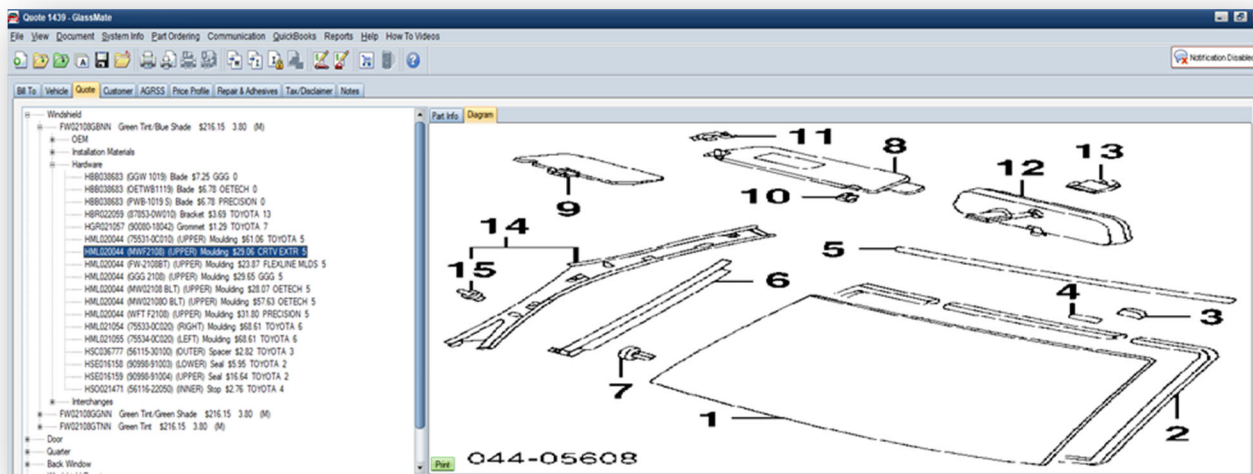 Quote 1439 - GlassMate
File View Document System Info Part Ordering Communication QuickBooks Reports Help How To Videos
Notification Disabled
Bill To Vehicle Quote Customer AGRSS Price Profile Repair & Adhesives Tax/Disclaimer Notes
Windshield
FW02108GBNN Green Tint/Blue Shade $216.15 3.80 (M)
OEM
Installation Materials
Hardware
HBB038683 (GGW 1019) Blade $7.25 GGG 0
HBB038683 (OETWB1119) Blade $6.78 OETECH 0
HBB038683 (PWB-1019 S) Blade $6.78 PRECISION 0
HBR022059 (87853-0W010) Bracket $3.69 TOYOTA 13
HGR021057 (90080-18042) Grommet $1.29 TOYOTA 7
HML020044 (75531-0C010) (UPPER) Moulding $61.06 TOYOTA 5
HML020044 (MWF2108) (UPPER) Moulding $29.06 CRTV EXTR 5
HML020044 (FW-2108BT) (UPPER) Moulding $23.87 FLEXLINE MLDS 5
HML020044 (GGG 2108) (UPPER) Moulding $29.65 GGG 5
HML020044 (MW02108 BLT) (UPPER) Moulding $28.07 OETECH 5
HML020044 (MW02108O BLT) (UPPER) Moulding $57.63 OETECH 5
HML020044 (WFT F2108) (UPPER) Moulding $31.80 PRECISION 5
HML021054 (75533-0C020) (RIGHT) Moulding $68.61 TOYOTA 6
HML021055 (75534-0C020) (LEFT) Moulding $68.61 TOYOTA 6
HSC036777 (56115-30100) (OUTER) Spacer $2.82 TOYOTA 3
HSE016158 (90998-91003) (LOWER) Seal $5.95 TOYOTA 2
HSE016159 (90998-91004) (UPPER) Seal $16.64 TOYOTA 2
HSO021471 (56116-22050) (INNER) Stop $2.76 TOYOTA 4
Interchanges
FW02108GGNN Green Tint/Green Shade $216.15 3.80 (M)
FW02108GTNN Green Tint $216.15 3.80 (M)
Door
Quarter
Back Window
Part Info Diagram
11
8
13
12
9
10
14
5
15
6
4
3
7
1
2
Print 044-05608